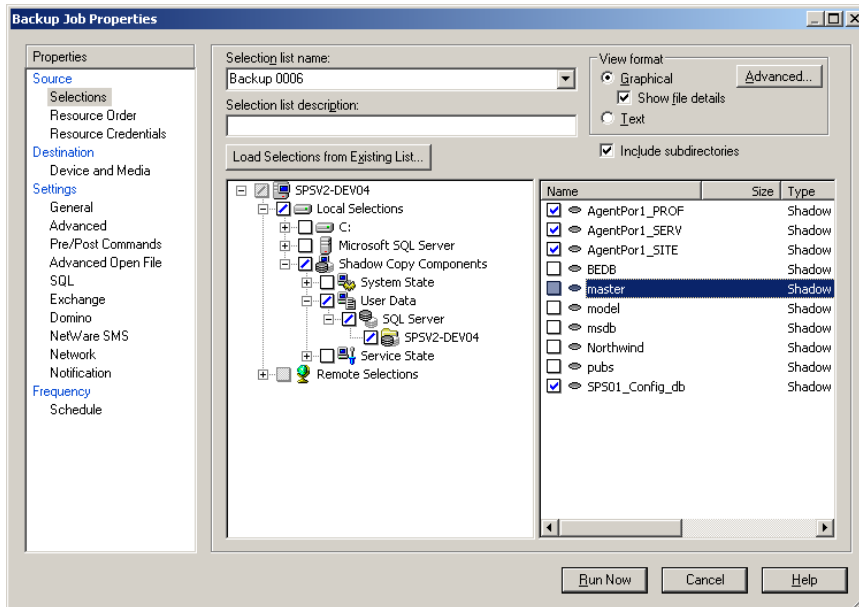 Backup Job Properties
Properties
Source
Selections
Resource Order
Resource Credentials
Destination
Device and Media
Settings
General
Advanced
Pre/Post Commands
Advanced Open File
SQL
Exchange
Domino
NetWare SMS
Network
Notification
Frequency
Schedule
Selection list name:
Backup 0006
Selection list description:
Load Selections from Existing List...
View format
Graphical
Advanced...
Show file details
Text
Include subdirectories
SPSV2-DEV04
Local Selections
C:
Microsoft SQL Server
Shadow Copy Components
System State
User Data
SQL Server
SPSV2-DEV04
Service State
Remote Selections
Name Size Type
AgentPor1_PROF Shadow
AgentPor1_SERV Shadow
AgentPor1_SITE Shadow
BEDB Shadow
master Shadow
model Shadow
msdb Shadow
Northwind Shadow
pubs Shadow
SPS01_Config_db Shadow
Run Now Cancel Help